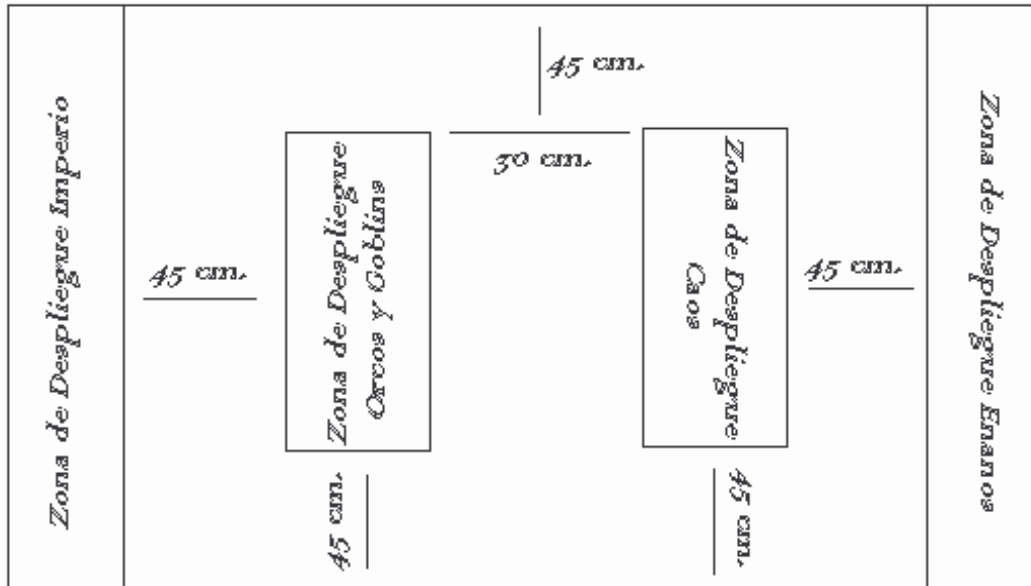 Zona de Despliegue Imperio
45 cm.
Zona de Despliegue
Orcos y Goblins
45 cm.
45 cm.
30 cm.
Zona de Despliegue
Caos
45 cm.
45 cm.
Zona de Despliegue Enanos